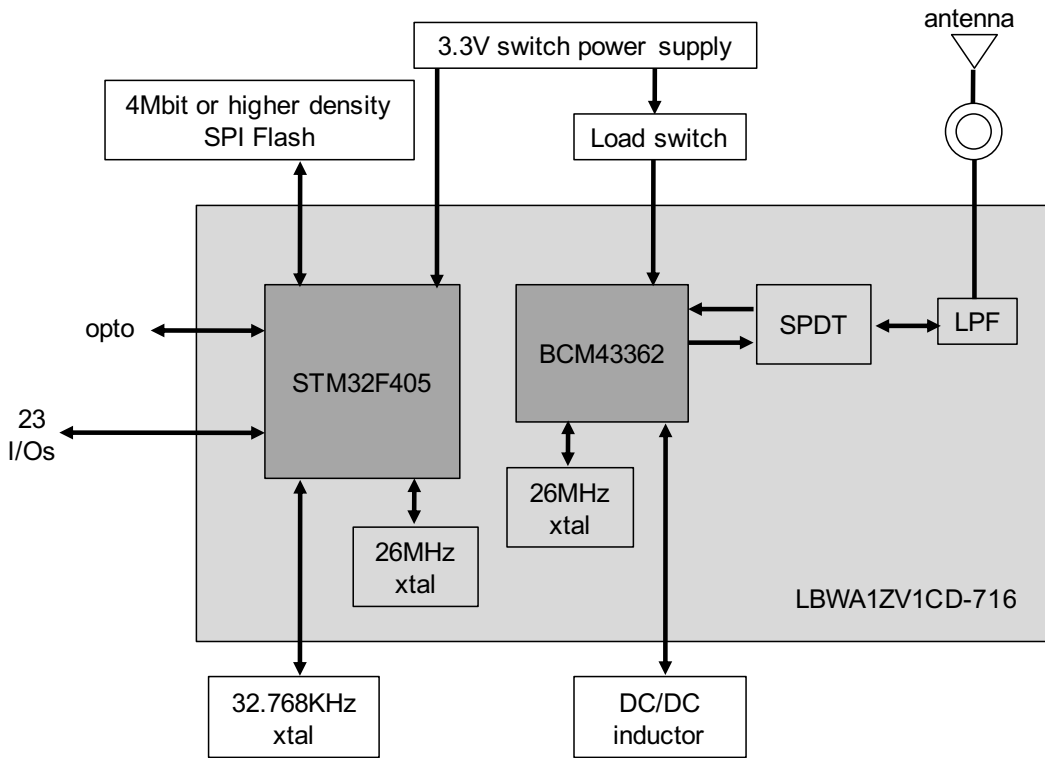 antenna
3.3V switch power supply
4Mbit or higher density
SPI Flash
Load switch
opto
STM32F405
BCM43362
SPDT
LPF
23
I/Os
26MHz
xtal
26MHz
xtal
LBWA1ZV1CD-716
32.768KHz
xtal
DC/DC
inductor